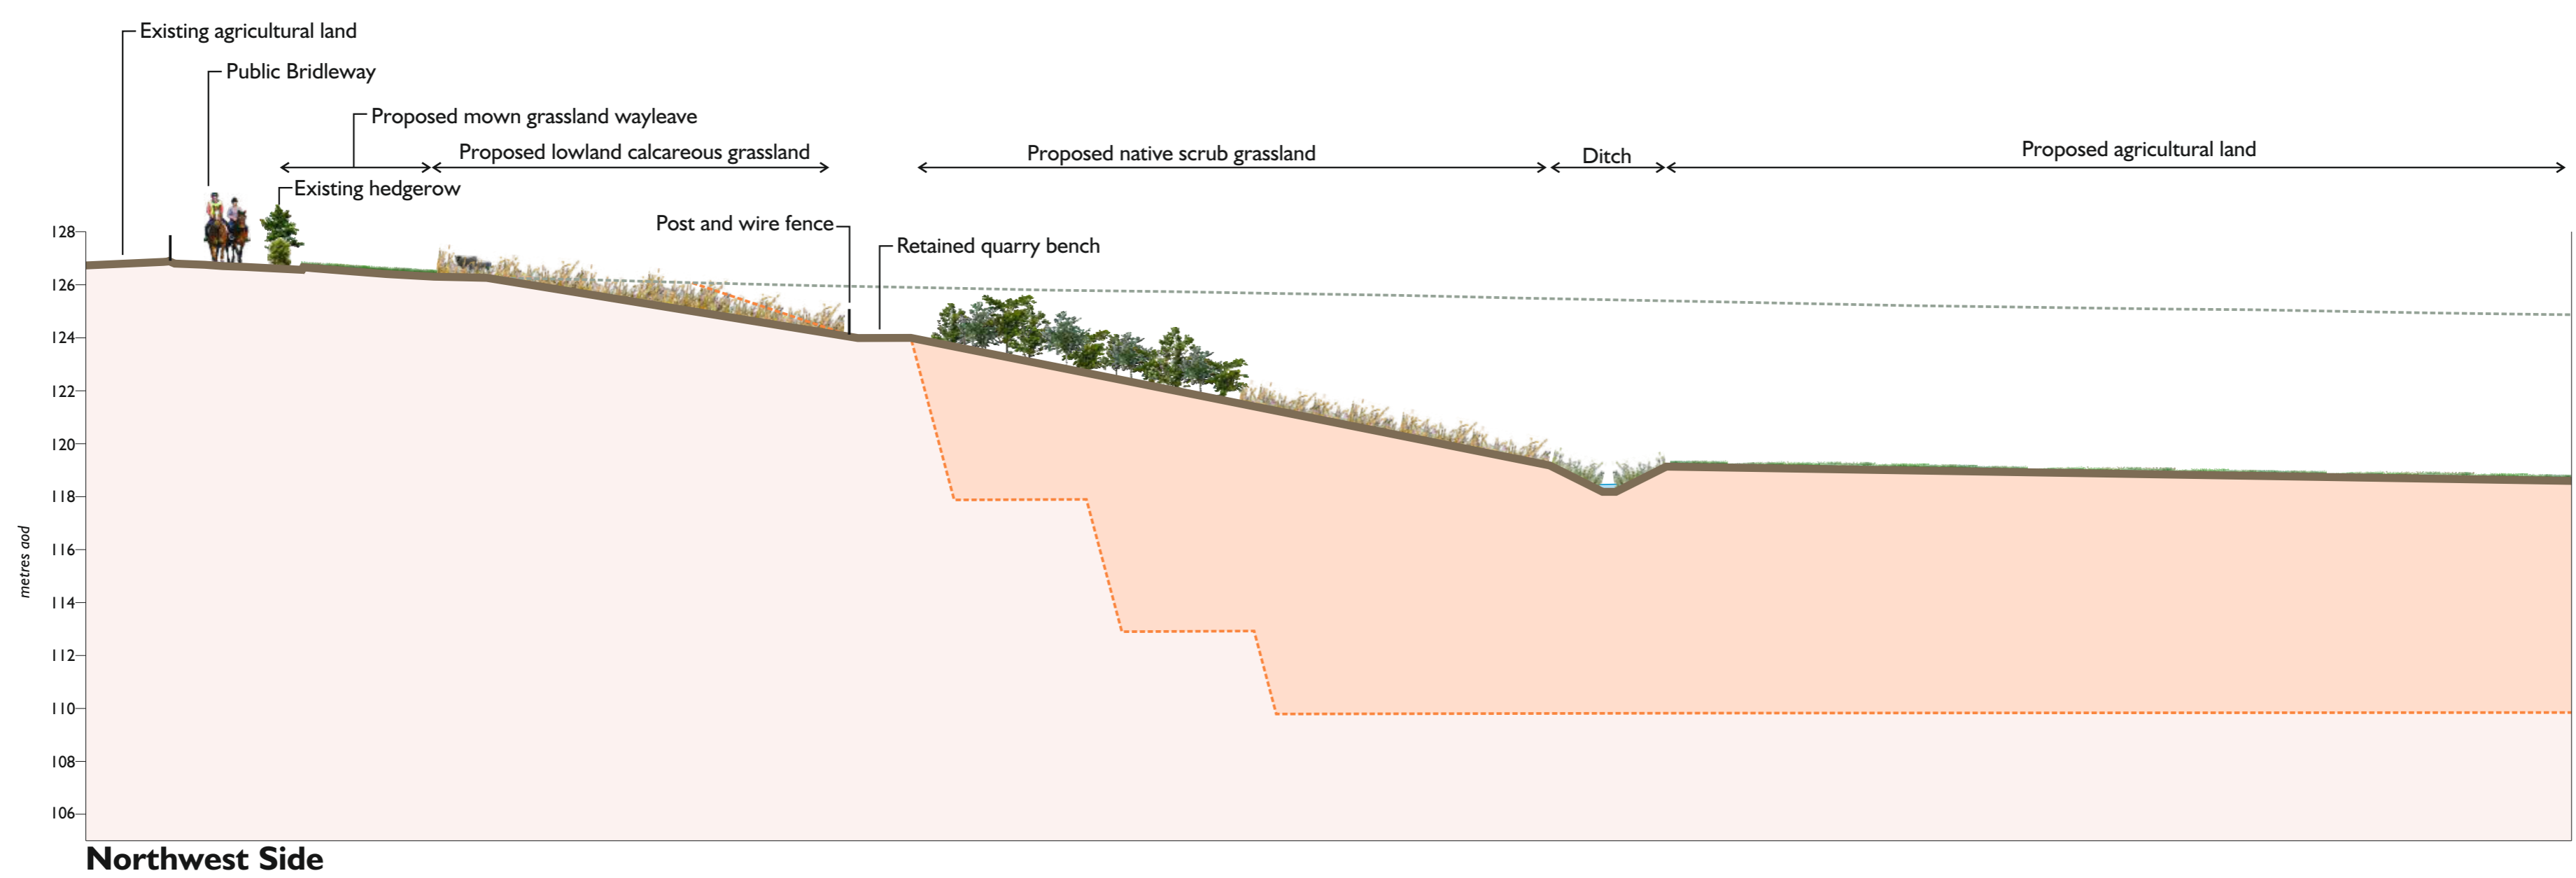 Existing agricultural land
Public Bridleway
Proposed mown grassland wayleave
Proposed lowland calcareous grassland
Proposed native scrub grassland
Ditch
Proposed agricultural land
Existing hedgerow
Post and wire fence
Retained quarry bench
128
126
124
122
120
118
116
114
112
110
108
106
metres aod
Northwest Side